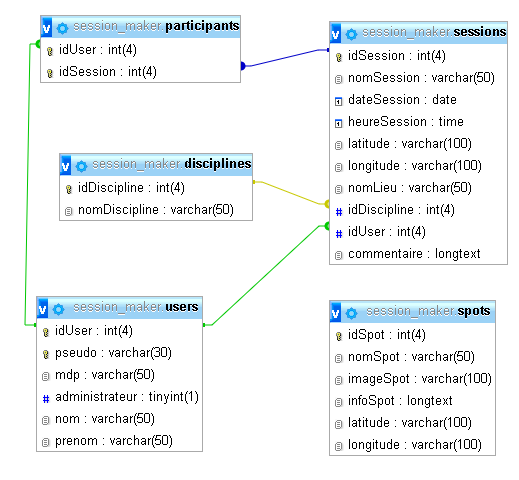 session_maker participants
idUser : int(4)
idSession : int(4)
session_maker sessions
idSession : int(4)
nomSession : varchar(50)
dateSession : date
heureSession : time
latitude : varchar(100)
longitude : varchar(100)
nomLieu : varchar(50)
idDiscipline : int(4)
idUser : int(4)
commentaire : longtext
session_maker disciplines
idDiscipline : int(4)
nomDiscipline : varchar(50)
session_maker users
idUser : int(4)
pseudo : varchar(30)
mdp : varchar(50)
administrateur : tinyint(1)
nom : varchar(50)
prenom : varchar(50)
session_maker spots
idSpot : int(4)
nomSpot : varchar(50)
imageSpot : varchar(100)
infoSpot : longtext
latitude : varchar(100)
longitude : varchar(100)